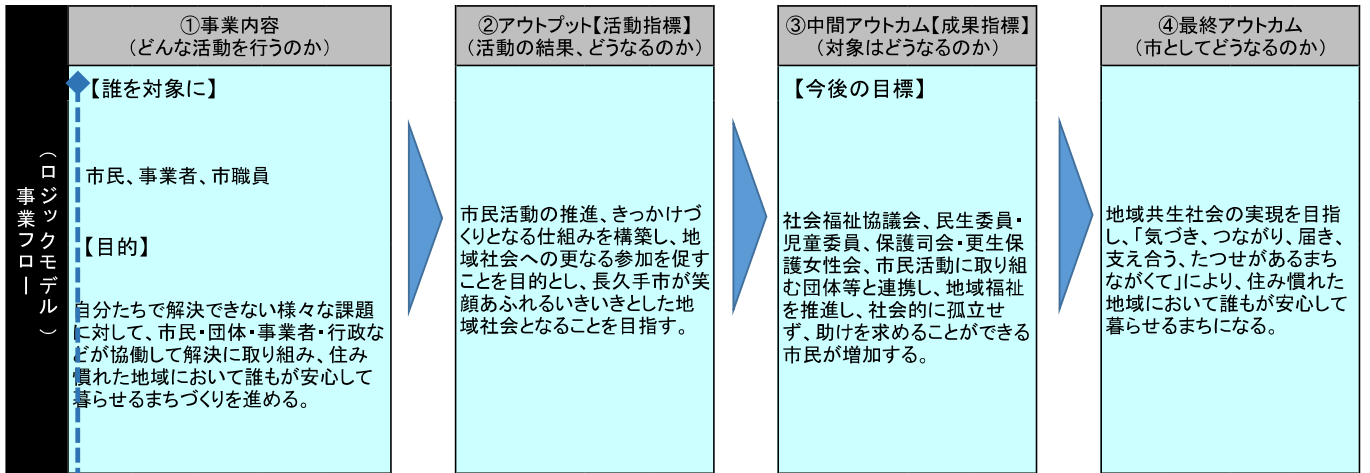 事業フロー
（ロジックモデル）
①事業内容
（どんな活動を行うのか）
【誰を対象に】
市民、事業者、市職員
【目的】
自分たちで解決できない様々な課題
に対して、市民・団体・事業者・行政な
どが協働して解決に取り組み、住み
慣れた地域において誰もが安心して
暮らせるまちづくりを進める。
②アウトプット【活動指標】
（活動の結果、どうなるのか）
市民活動の推進、きっかけづ
くりとなる仕組みを構築し、地
域社会への更なる参加を促す
ことを目的とし、長久手市が笑
顔あふれるいきいきとした地
域社会となることを目指す。
③中間アウトカム【成果指標】
（対象はどうなるのか）
【今後の目標】
社会福祉協議会、民生委員・
児童委員、保護司会・更生保
護女性会、市民活動に取り組
む団体等と連携し、地域福祉
を推進し、社会的に孤立せ
ず、助けを求めることができる
市民が増加する。
④最終アウトカム
（市としてどうなるのか）
地域共生社会の実現を目指
し、「気づき、つながり、届き、
支え合う、たつせがあるまち
ながくて」により、住み慣れた
地域において誰もが安心して
暮らせるまちになる。